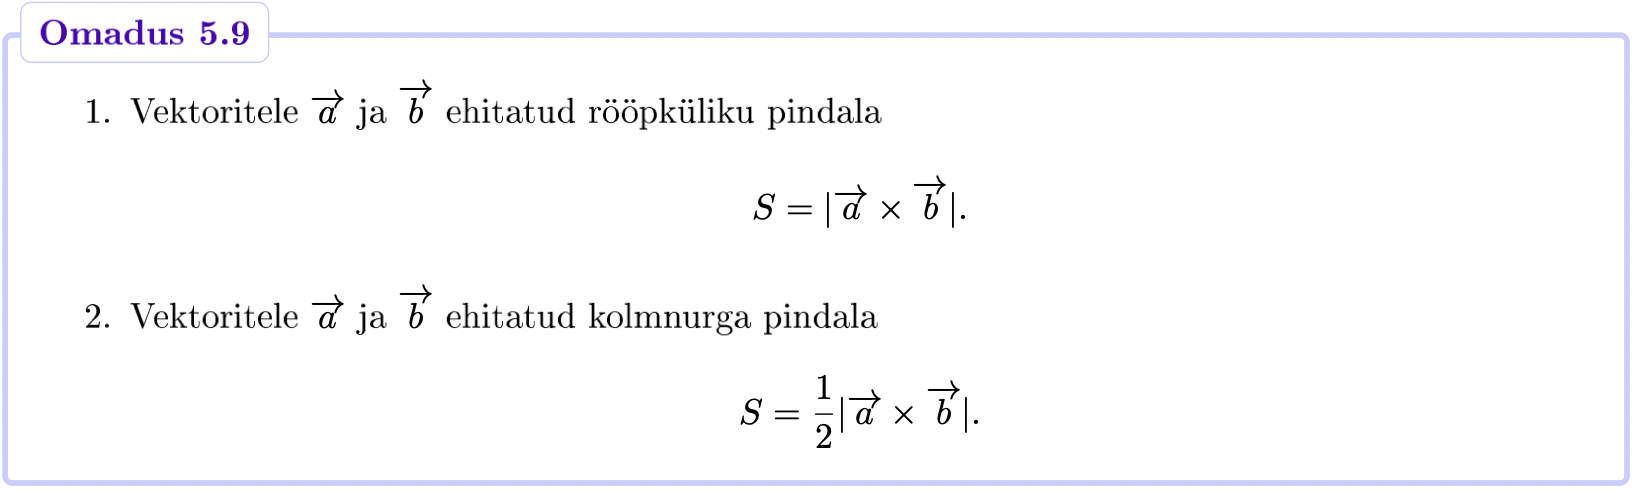 Omadus 5.9
1. Vektoritele $\overrightarrow{a}$ ja $\overrightarrow{b}$ ehitatud rööpküliku pindala
$S = |\overrightarrow{a} \times \overrightarrow{b}|.$
2. Vektoritele $\overrightarrow{a}$ ja $\overrightarrow{b}$ ehitatud kolmnurga pindala
$S = \frac{1}{2}|\overrightarrow{a} \times \overrightarrow{b}|.$